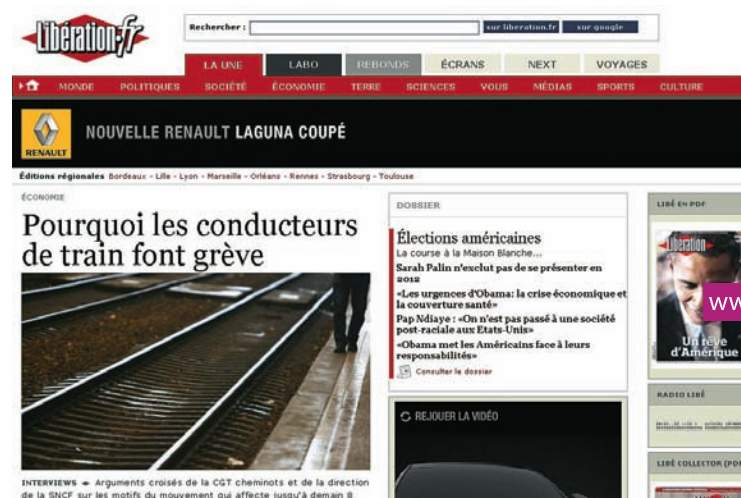 Libération.fr
Rechercher :
sur liberation.fr
sur google
LA UNE
LABO
REBONDS
ÉCRANS
NEXT
VOYAGES
MONDE
POLITIQUES
SOCIÉTÉ
ÉCONOMIE
TERRE
SCIENCES
VOUS
MÉDIAS
SPORTS
CULTURE
RENAULT
NOUVELLE RENAULT LAGUNA COUPÉ
Éditions régionales Bordeaux - Lille - Lyon - Marseille - Orléans - Rennes - Strasbourg - Toulouse
ÉCONOMIE
Pourquoi les conducteurs
de train font grève
INTERVIEWS
Arguments croisés de la CGT cheminots et de la direction
de la SNCF sur les motifs du mouvement qui affecte jusqu'à demain 8
DOSSIER
Élections américaines
La course à la Maison Blanche...
Sarah Palin n'exclut pas de se présenter en
2012
«Les urgences d'Obama: la crise économique et
la couverture santé»
Pap Ndiaye : «On n'est pas passé à une société
post-raciale aux Etats-Unis»
«Obama met les Américains face à leurs
responsabilités»
Consulter le dossier
REJOUER LA VIDÉO
LIBÉ EN PDF
Libération
ww
Un rêve
d'Amérique
RADIO LIBÉ
LIBÉ COLLECTOR (PDF